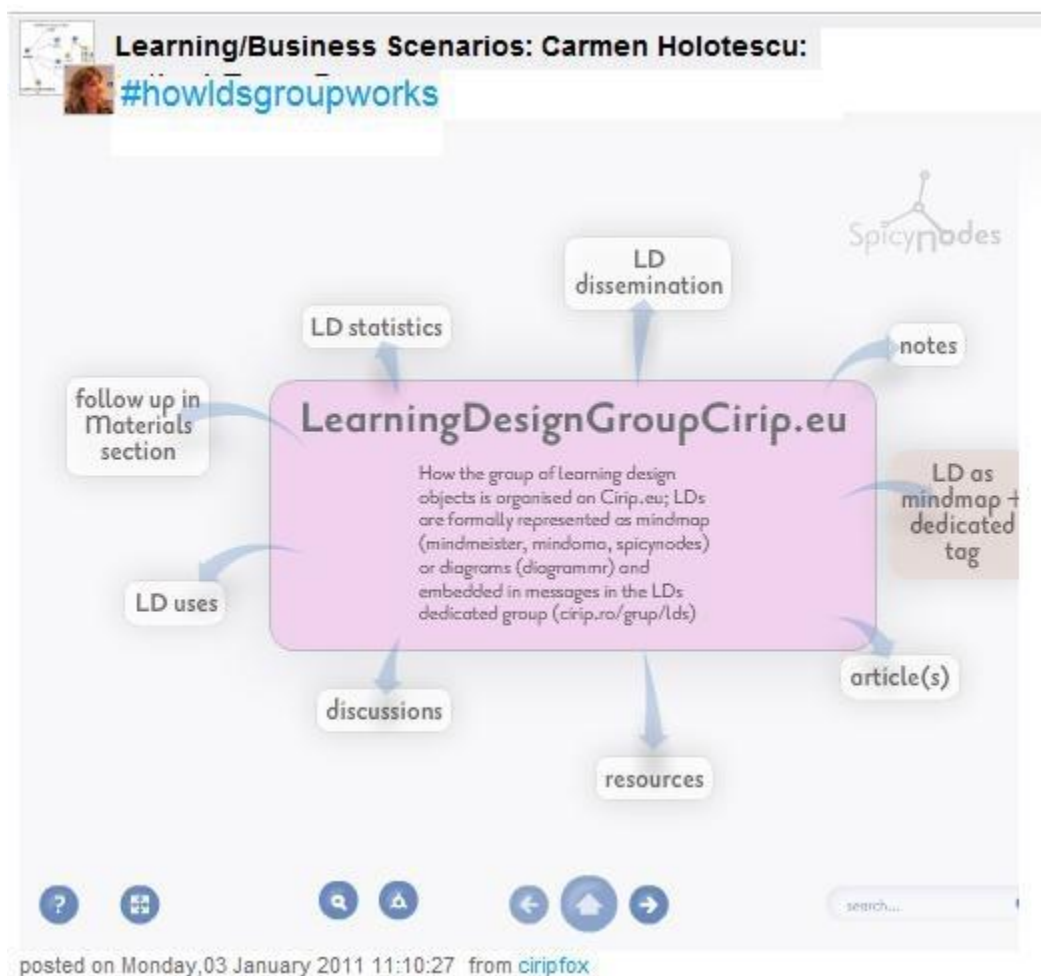 Learning/Business Scenarios: Carmen Holotescu:
#howldsgroupworks
Spicynodes
LD
dissemination
LD statistics
notes
follow up in
Materials
section
LearningDesignGroupCirip.eu
How the group of learning design
objects is organised on Cirip.eu; LDs
are formally represented as mindmap
(mindmeister, mindomo, spicynodes)
or diagrams (diagrammr) and
embedded in messages in the LDs
dedicated group (cirip.ro/grup/lds)
LD as
mindmap +
dedicated
tag
LD uses
article(s)
discussions
resources
?
search...
posted on Monday,03 January 2011 11:10:27 from ciripfox